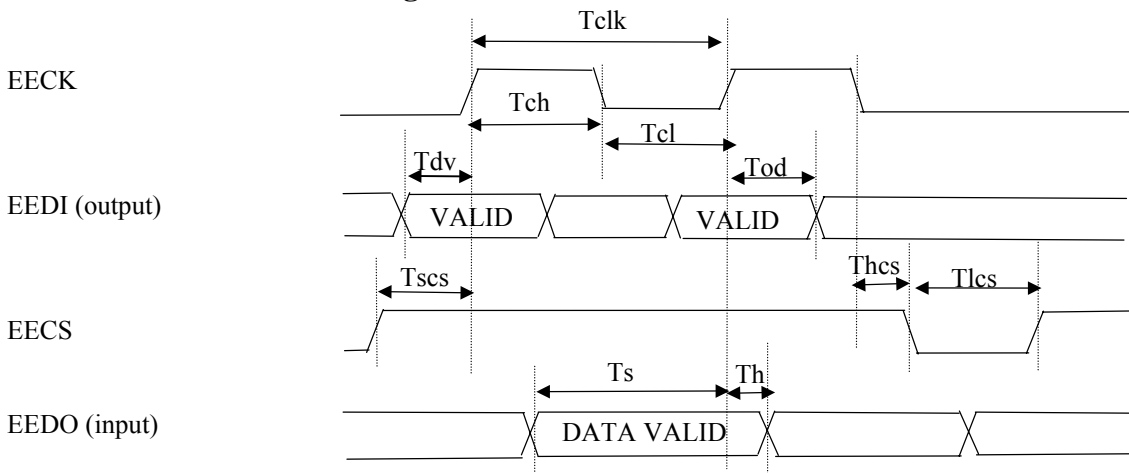 Tclk
EECK
Tch
Tcl
Tdv
Tod
EEDI (output)
VALID
VALID
Thcs
Tlcs
Tscs
EECS
Ts
Th
EEDO (input)
DATA VALID